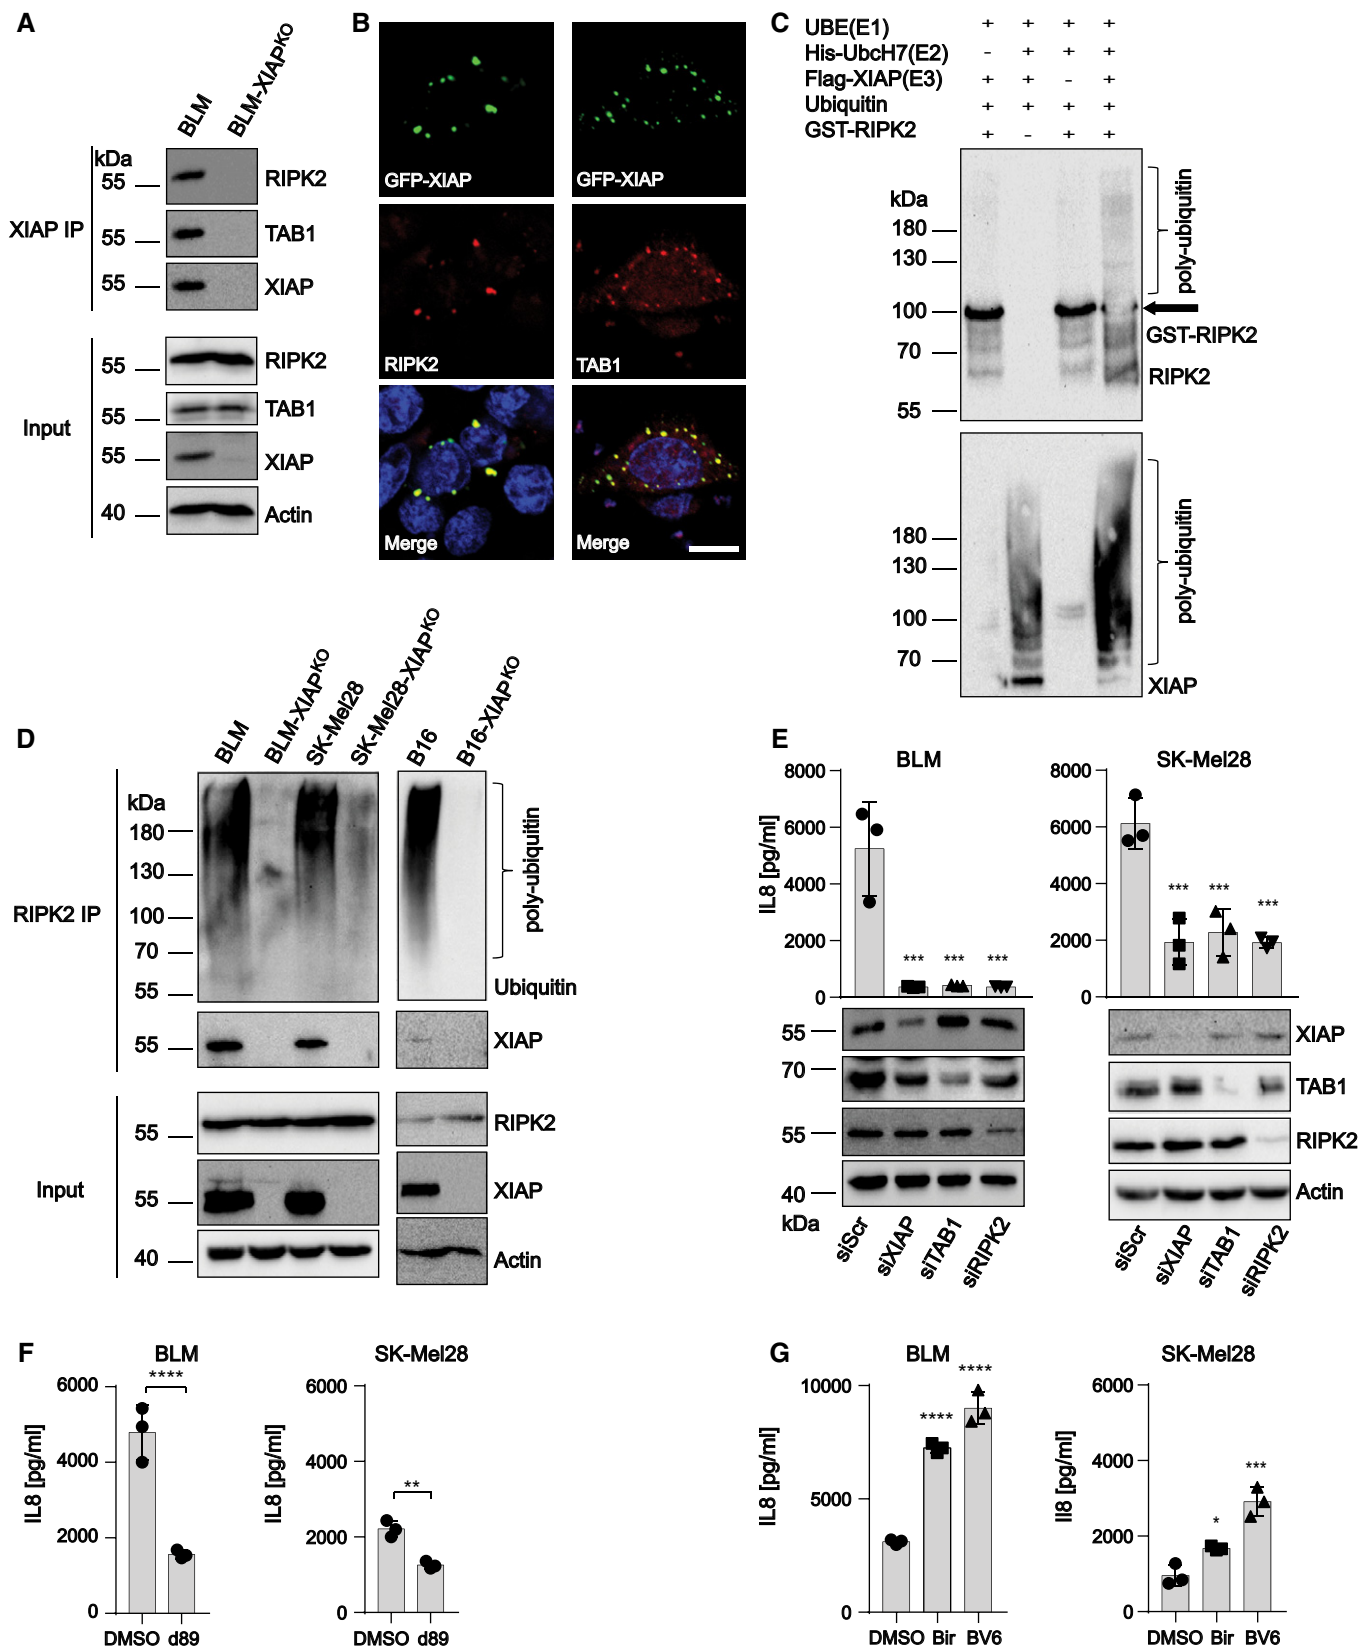 A
BLM
BLM-XIAPKO
kDa
XIAP IP
55
RIPK2
55
TAB1
55
XIAP
Input
55
RIPK2
55
TAB1
55
XIAP
40
Actin
B
GFP-XIAP
GFP-XIAP
RIPK2
TAB1
Merge
Merge
C
UBE(E1) + + + +
His-UbcH7(E2) - + + +
Flag-XIAP(E3) + + - +
Ubiquitin + + + +
GST-RIPK2 + - + +
kDa
180
130
100
70
55
poly-ubiquitin
GST-RIPK2
RIPK2
180
130
100
70
poly-ubiquitin
XIAP
D
BLM
BLM-XIAPKO
SK-Mel28
SK-Mel28-XIAPKO
B16
B16-XIAPKO
kDa
RIPK2 IP
180
130
100
70
55
poly-ubiquitin
Ubiquitin
55
XIAP
Input
55
RIPK2
55
XIAP
40
Actin
E
BLM
IL8 [pg/ml]
8000
6000
4000
2000
0
*** *** ***
55
70
55
40
kDa
siScr
siXIAP
siTAB1
siRIPK2
SK-Mel28
8000
6000
4000
2000
0
*** *** ***
XIAP
TAB1
RIPK2
Actin
siScr
siXIAP
siTAB1
siRIPK2
F
BLM
IL8 [pg/ml]
6000
4000
2000
0
****
DMSO d89
SK-Mel28
IL8 [pg/ml]
6000
4000
2000
0
**
DMSO d89
G
BLM
IL8 [pg/ml]
10000
5000
0
**** ****
DMSO Bir BV6
SK-Mel28
Il8 [pg/ml]
6000
4000
2000
0
* ***
DMSO Bir BV6